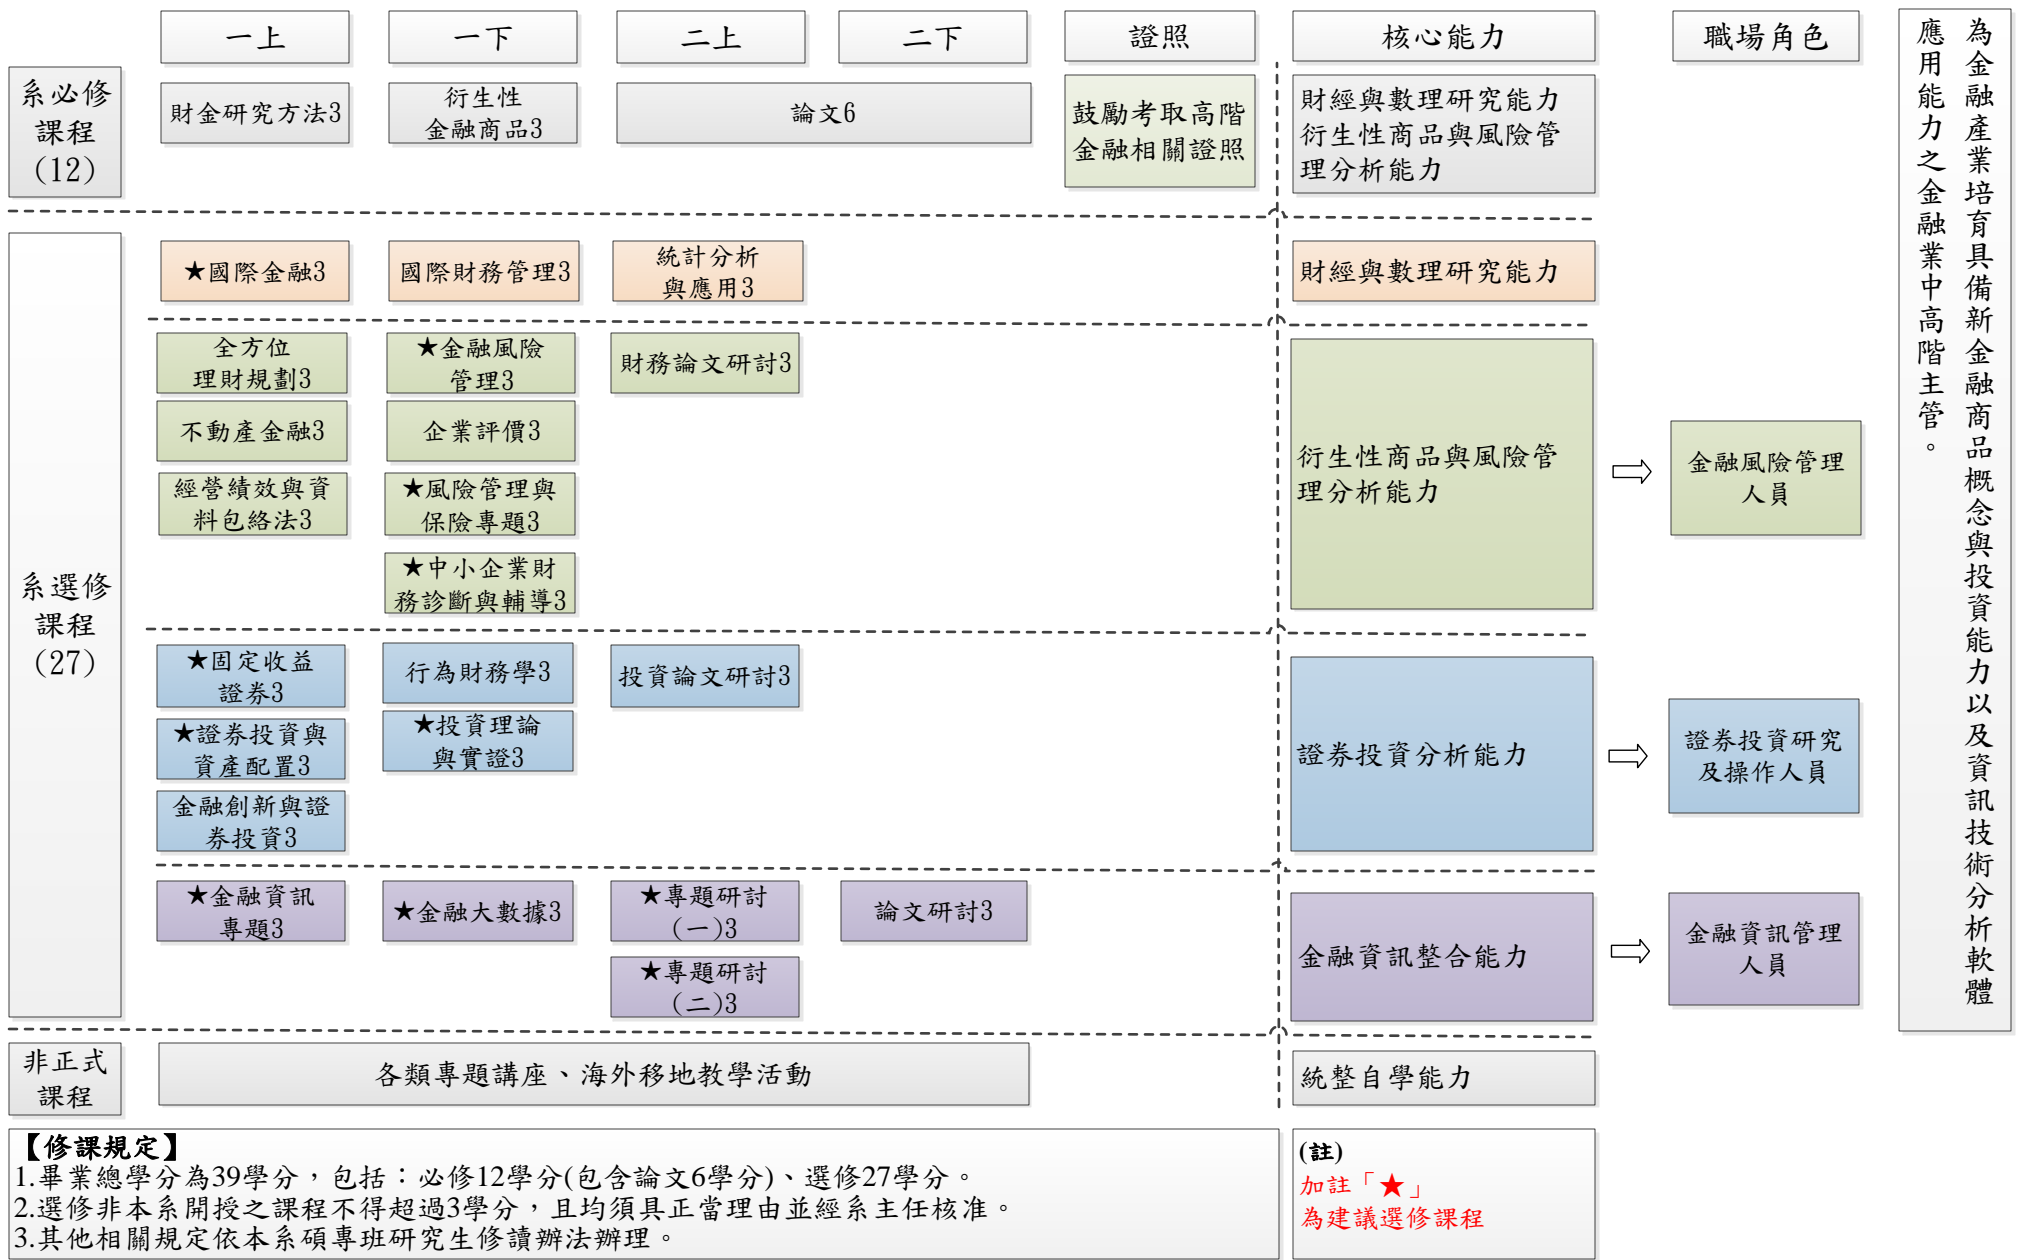 一上
一下
二上
二下
證照
核心能力
職場角色
系必修
課程
(12)
財金研究方法3
衍生性
金融商品3
論文6
鼓勵考取高階
金融相關證照
財經與數理研究能力
衍生性商品與風險管
理分析能力
系選修
課程
(27)
★國際金融3
國際財務管理3
統計分析
與應用3
財經與數理研究能力
全方位
理財規劃3
★金融風險
管理3
財務論文研討3
不動產金融3
企業評價3
經營績效與資
料包絡法3
★風險管理與
保險專題3
★中小企業財
務診斷與輔導3
衍生性商品與風險管
理分析能力
金融風險管理
人員
★固定收益
證券3
行為財務學3
投資論文研討3
★證券投資與
資產配置3
★投資理論
與實證3
金融創新與證
券投資3
證券投資分析能力
證券投資研究
及操作人員
★金融資訊
專題3
★金融大數據3
★專題研討
(一)3
論文研討3
★專題研討
(二)3
金融資訊整合能力
金融資訊管理
人員
非正式
課程
各類專題講座、海外移地教學活動
統整自學能力
為金融產業培育具備新金融商品概念與投資能力以及資訊技術分析軟體
應用能力之金融業中高階主管。
【修課規定】
1.畢業總學分為39學分，包括：必修12學分(包含論文6學分)、選修27學分。
2.選修非本系開授之課程不得超過3學分，且均須具正當理由並經系主任核准。
3.其他相關規定依本系碩專班研究生修讀辦法辦理。
(註)
加註「★」
為建議選修課程